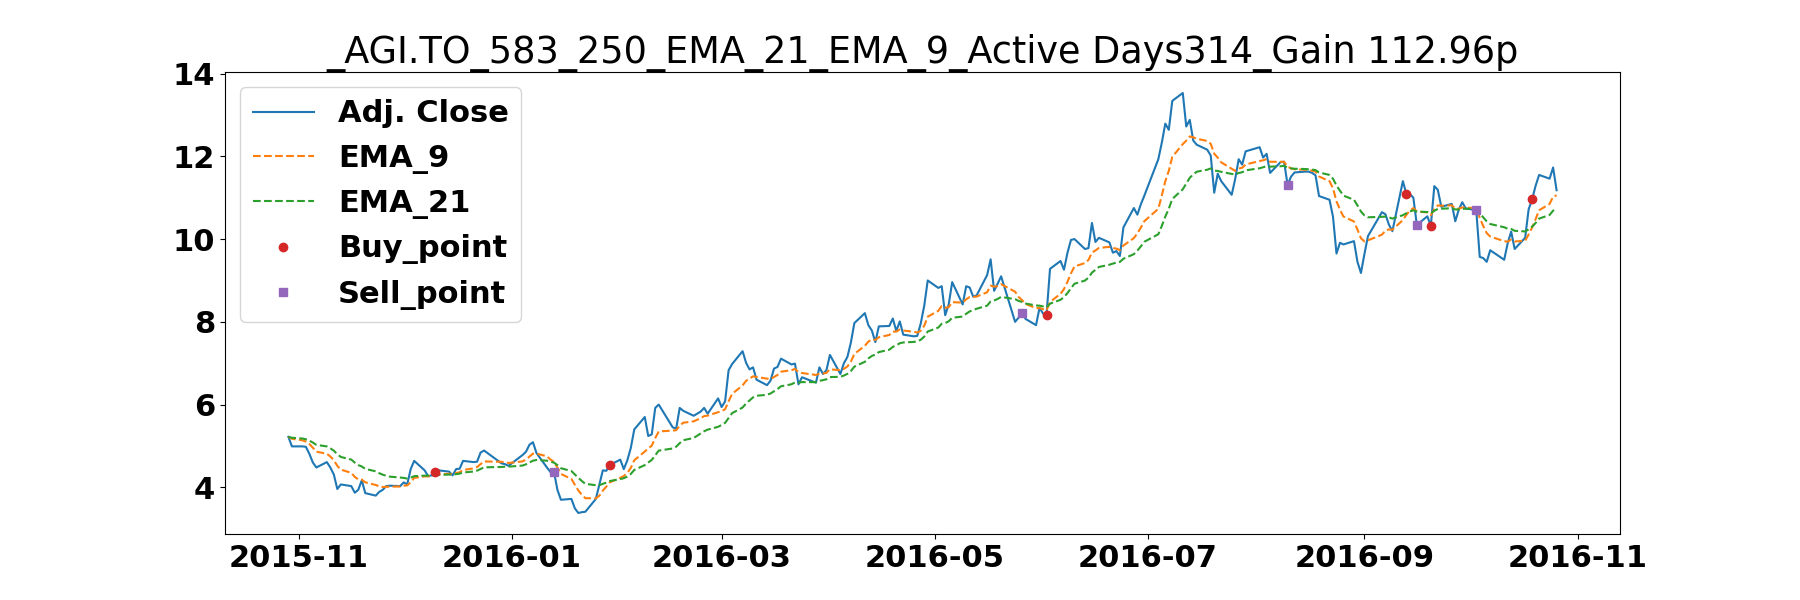 _AGI.TO_583_250_EMA_21_EMA_9_Active Days314_Gain 112.96p
14
12
10
8
6
4
Adj. Close
EMA_9
EMA_21
Buy_point
Sell_point
2015-11
2016-01
2016-03
2016-05
2016-07
2016-09
2016-11